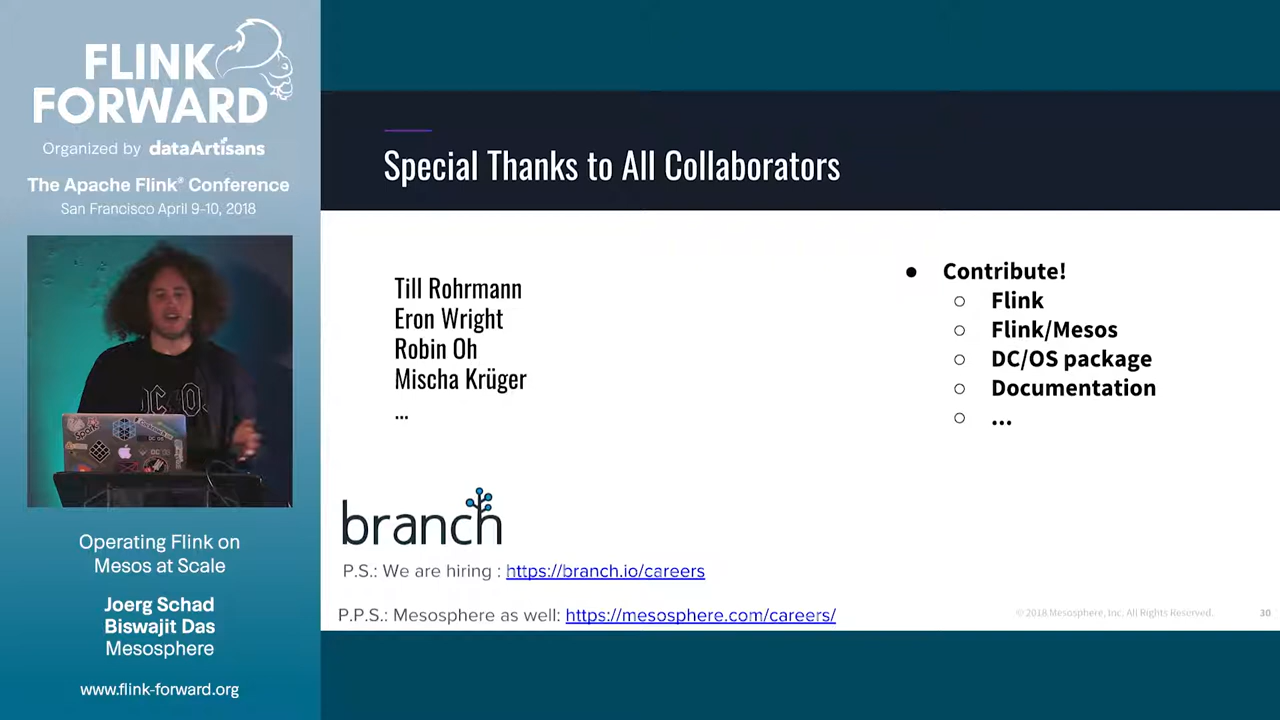 FLINK
FORWARD
Organized by dataArtisans
The Apache Flink® Conference
San Francisco April 9-10, 2018
Operating Flink on
Mesos at Scale
Joerg Schad
Biswajit Das
Mesosphere
www.flink-forward.org
Special Thanks to All Collaborators
Till Rohrmann
Eron Wright
Robin Oh
Mischa Krüger
...
● Contribute!
○ Flink
○ Flink/Mesos
○ DC/OS package
○ Documentation
○ ...
branch
P.S.: We are hiring : https://branch.io/careers
P.P.S.: Mesosphere as well: https://mesosphere.com/careers/
© 2018 Mesosphere, Inc. All Rights Reserved.
30